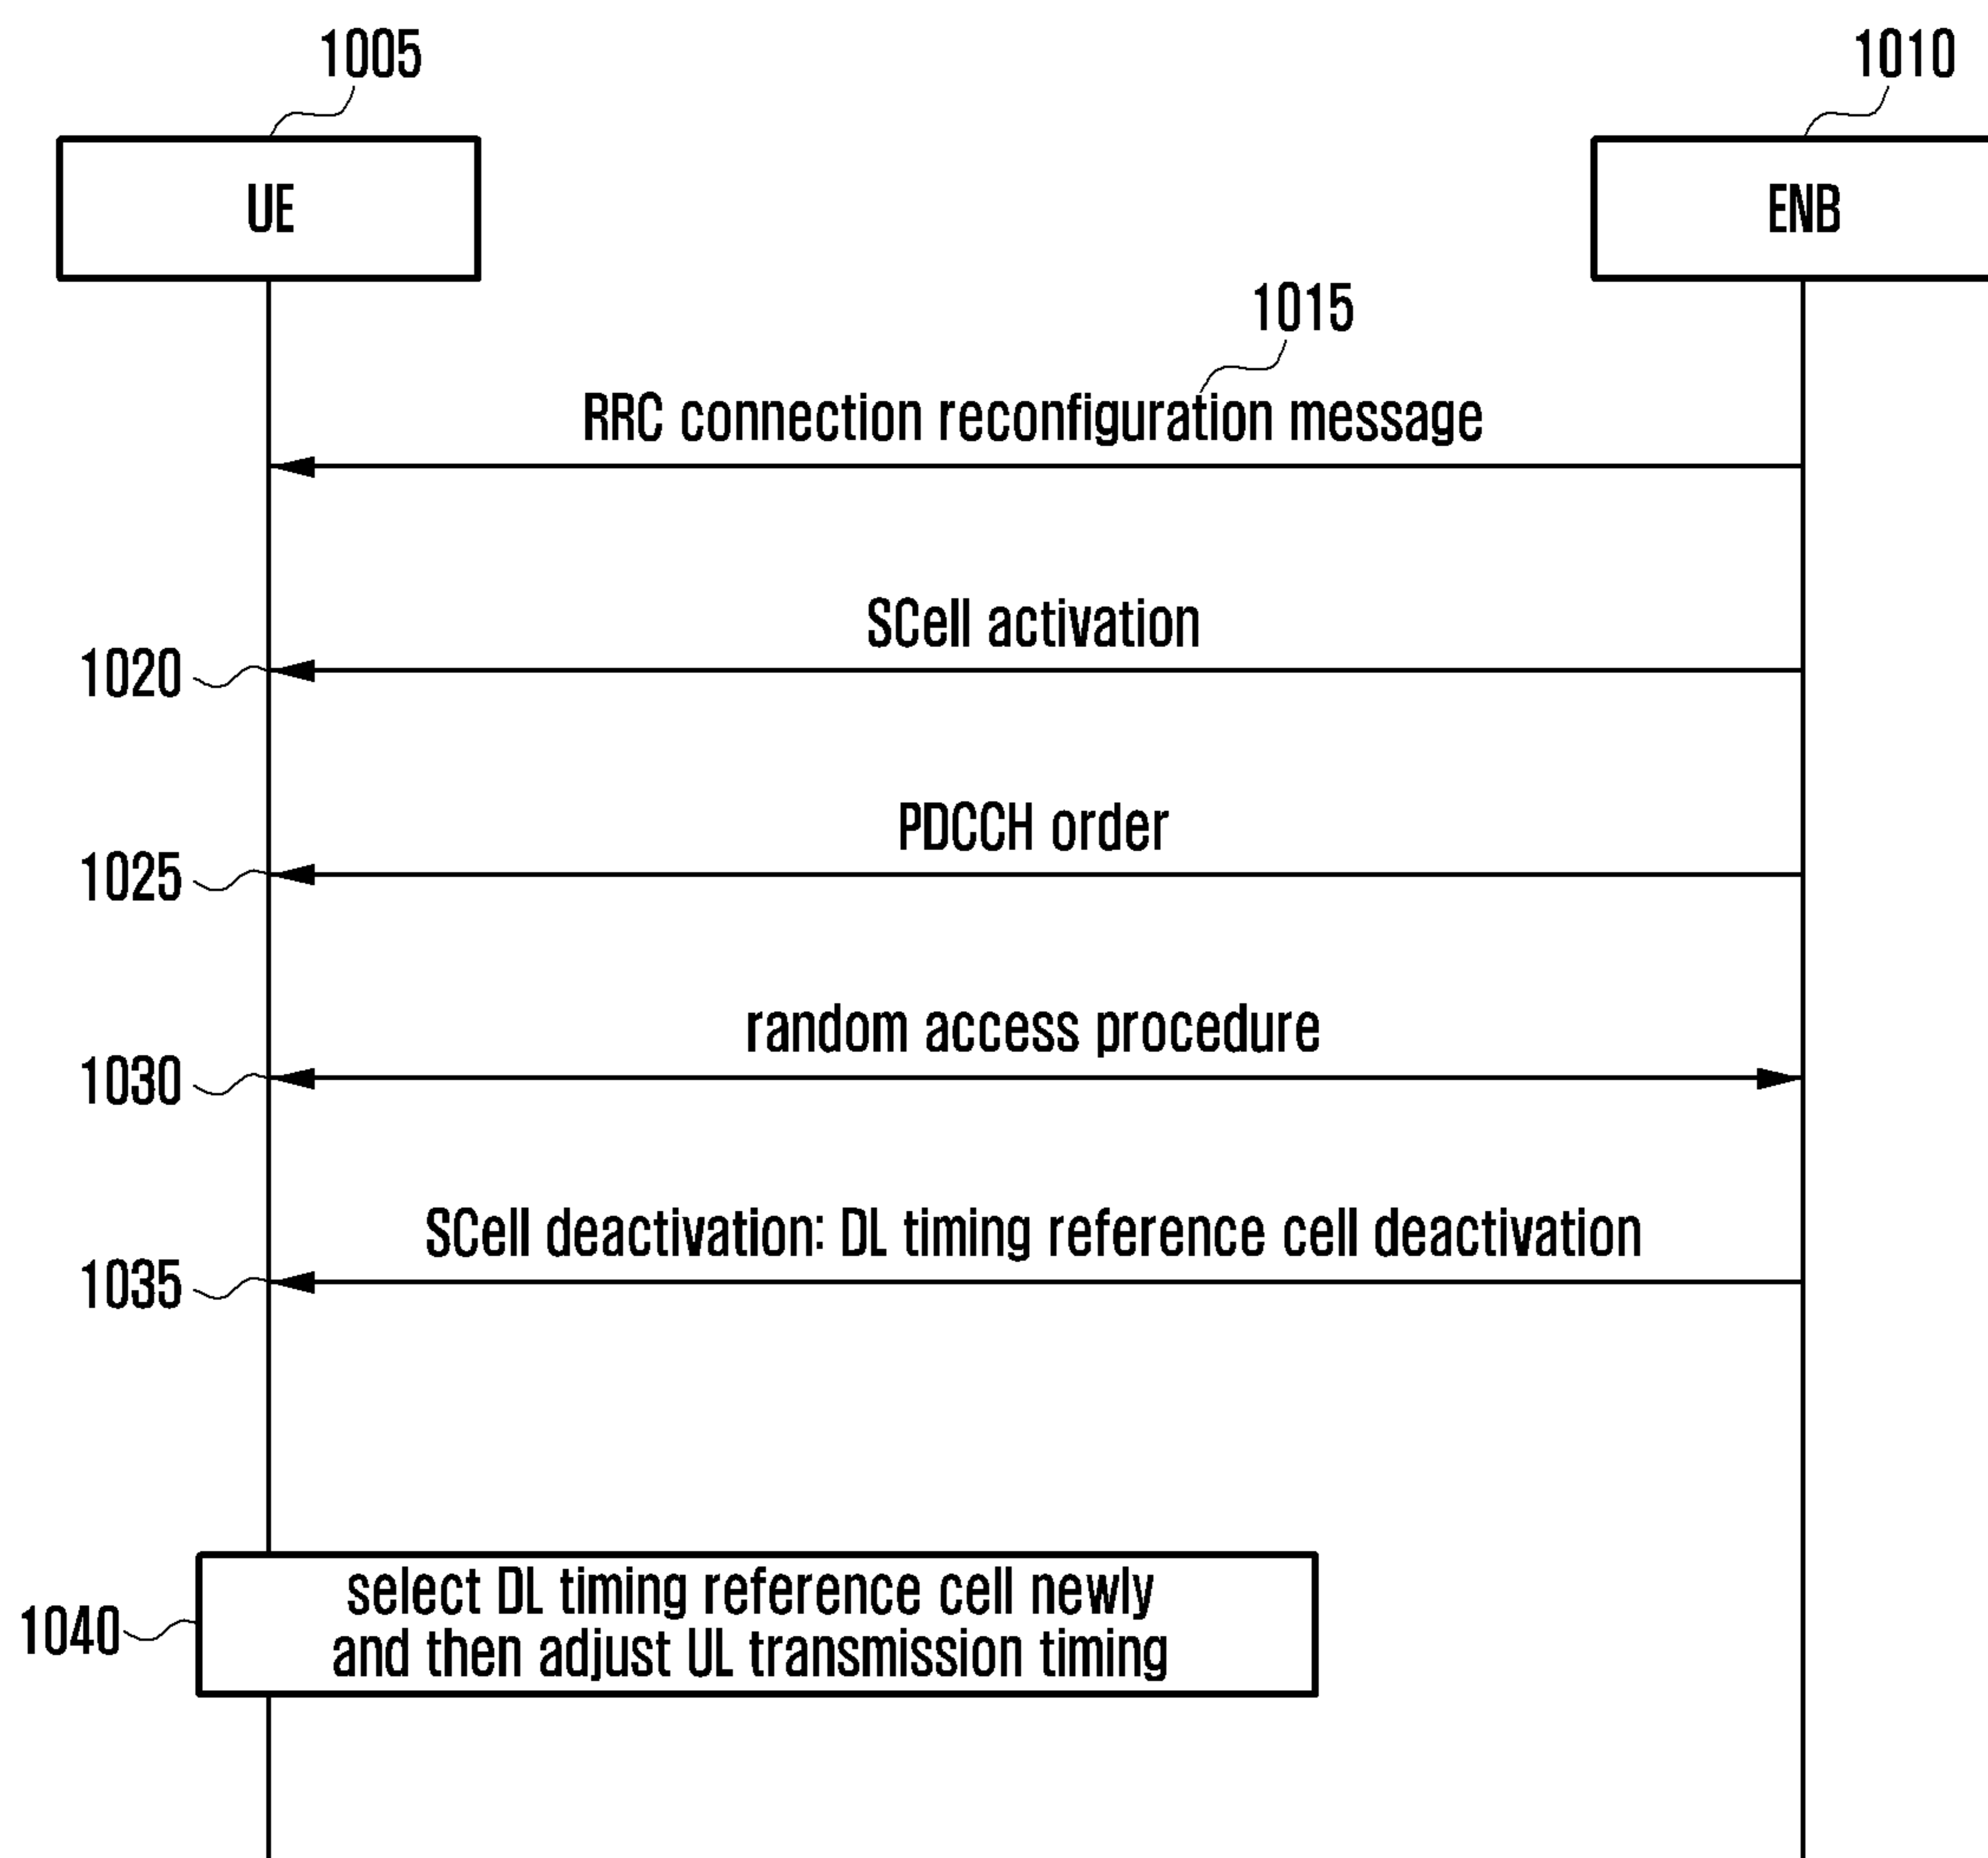 1005
1010
UE
ENB
1015
RRC connection reconfiguration message
SCell activation
1020
PDCCH order
1025
random access procedure
1030
SCell deactivation: DL timing reference cell deactivation
1035
select DL timing reference cell newly
and then adjust UL transmission timing
1040